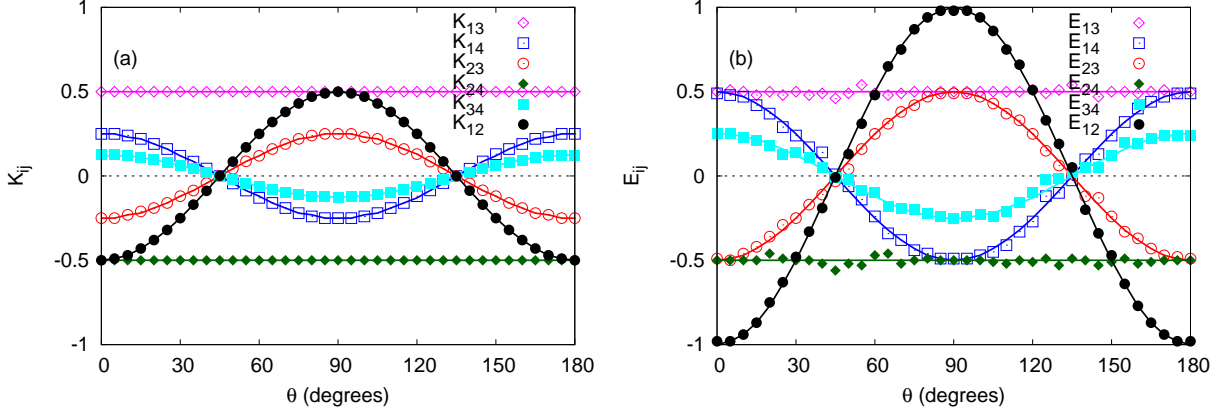 (a)
K13
K14
K23
K24
K34
K12
1
0.5
0
-0.5
-1
0 30 60 90 120 150 180
Kij
θ (degrees)
(b)
E13
E14
E23
E24
E34
E12
1
0.5
0
-0.5
-1
0 30 60 90 120 150 180
Eij
θ (degrees)